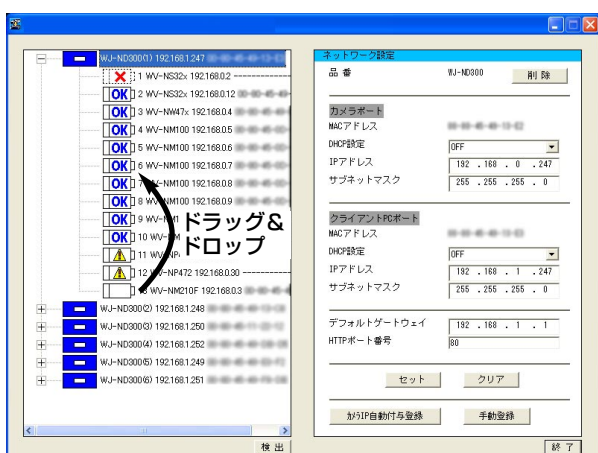 WJ-ND300(1) 192.168.1.247
1 WV-NS32x 192.168.0.2
OK 2 WV-NS32x 192.168.0.12
OK 3 WV-NW47x 192.168.0.4
OK 4 WV-NM100 192.168.0.5
OK 5 WV-NM100 192.168.0.6
OK 6 WV-NM100 192.168.0.7
OK 7 WV-NM100 192.168.0.8
OK 8 WV-NM100 192.168.0.9
OK 9 WV-NM1
OK 10 WV-NM
11 WV-NP
12 WV-NP472 192.168.0.30
WV-NM210F 192.168.0.3
ドラッグ&
ドロップ
WJ-ND300(2) 192.168.1.248
WJ-ND300(3) 192.168.1.250
WJ-ND300(4) 192.168.1.252
WJ-ND300(5) 192.168.1.249
WJ-ND300(6) 192.168.1.251
検出
ネットワーク設定
品 番 WJ-ND300 削 除
カメラポート
MACアドレス
DHCP設定 OFF
IPアドレス 192 . 168 . 0 . 247
サブネットマスク 255 . 255 . 255 . 0
クライアントPCポート
MACアドレス
DHCP設定 OFF
IPアドレス 192 . 168 . 1 . 247
サブネットマスク 255 . 255 . 255 . 0
デフォルトゲートウェイ 192 . 168 . 1 . 1
HTTPポート番号 80
セット クリア
ｶﾒﾗIP自動付与登録 手動登録
終 了